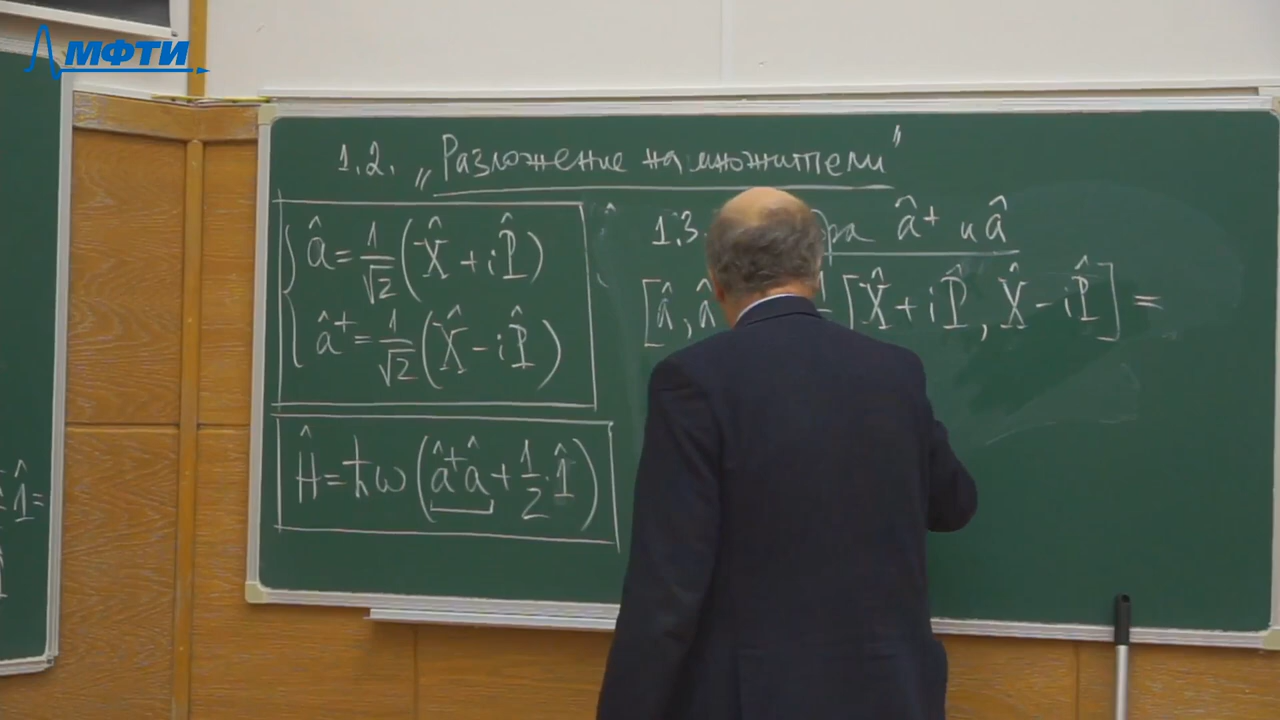 МФТИ
1.2. „Разложение на множители"
â = 1/√2 (X̂ + iP̂)
â⁺ = 1/√2 (X̂ − iP̂)
Ĥ = ħω (â⁺â + 1/2 · 1̂)
1.3. â⁺ и â
[â, â [X̂ + iP̂, X̂ − iP̂] =
1̂ =